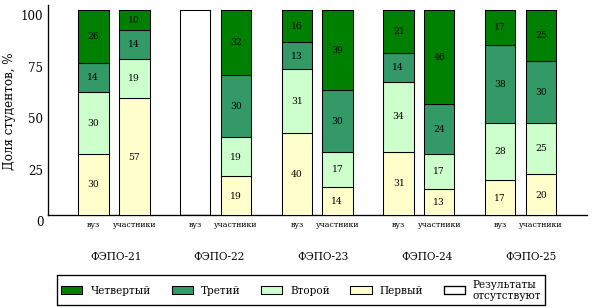 Доля студентов, %
100
75
50
25
0
26 10 32 16 39 21 46 17 25
14 14 30 13 30 14 24 38 30
30 19 19 31 17 34 17 28 25
30 57 19 40 14 31 13 17 20
вуз участники вуз участники вуз участники вуз участники вуз участники
ФЭПО-21 ФЭПО-22 ФЭПО-23 ФЭПО-24 ФЭПО-25
Четвертый Третий Второй Первый Результаты
отсутствуют